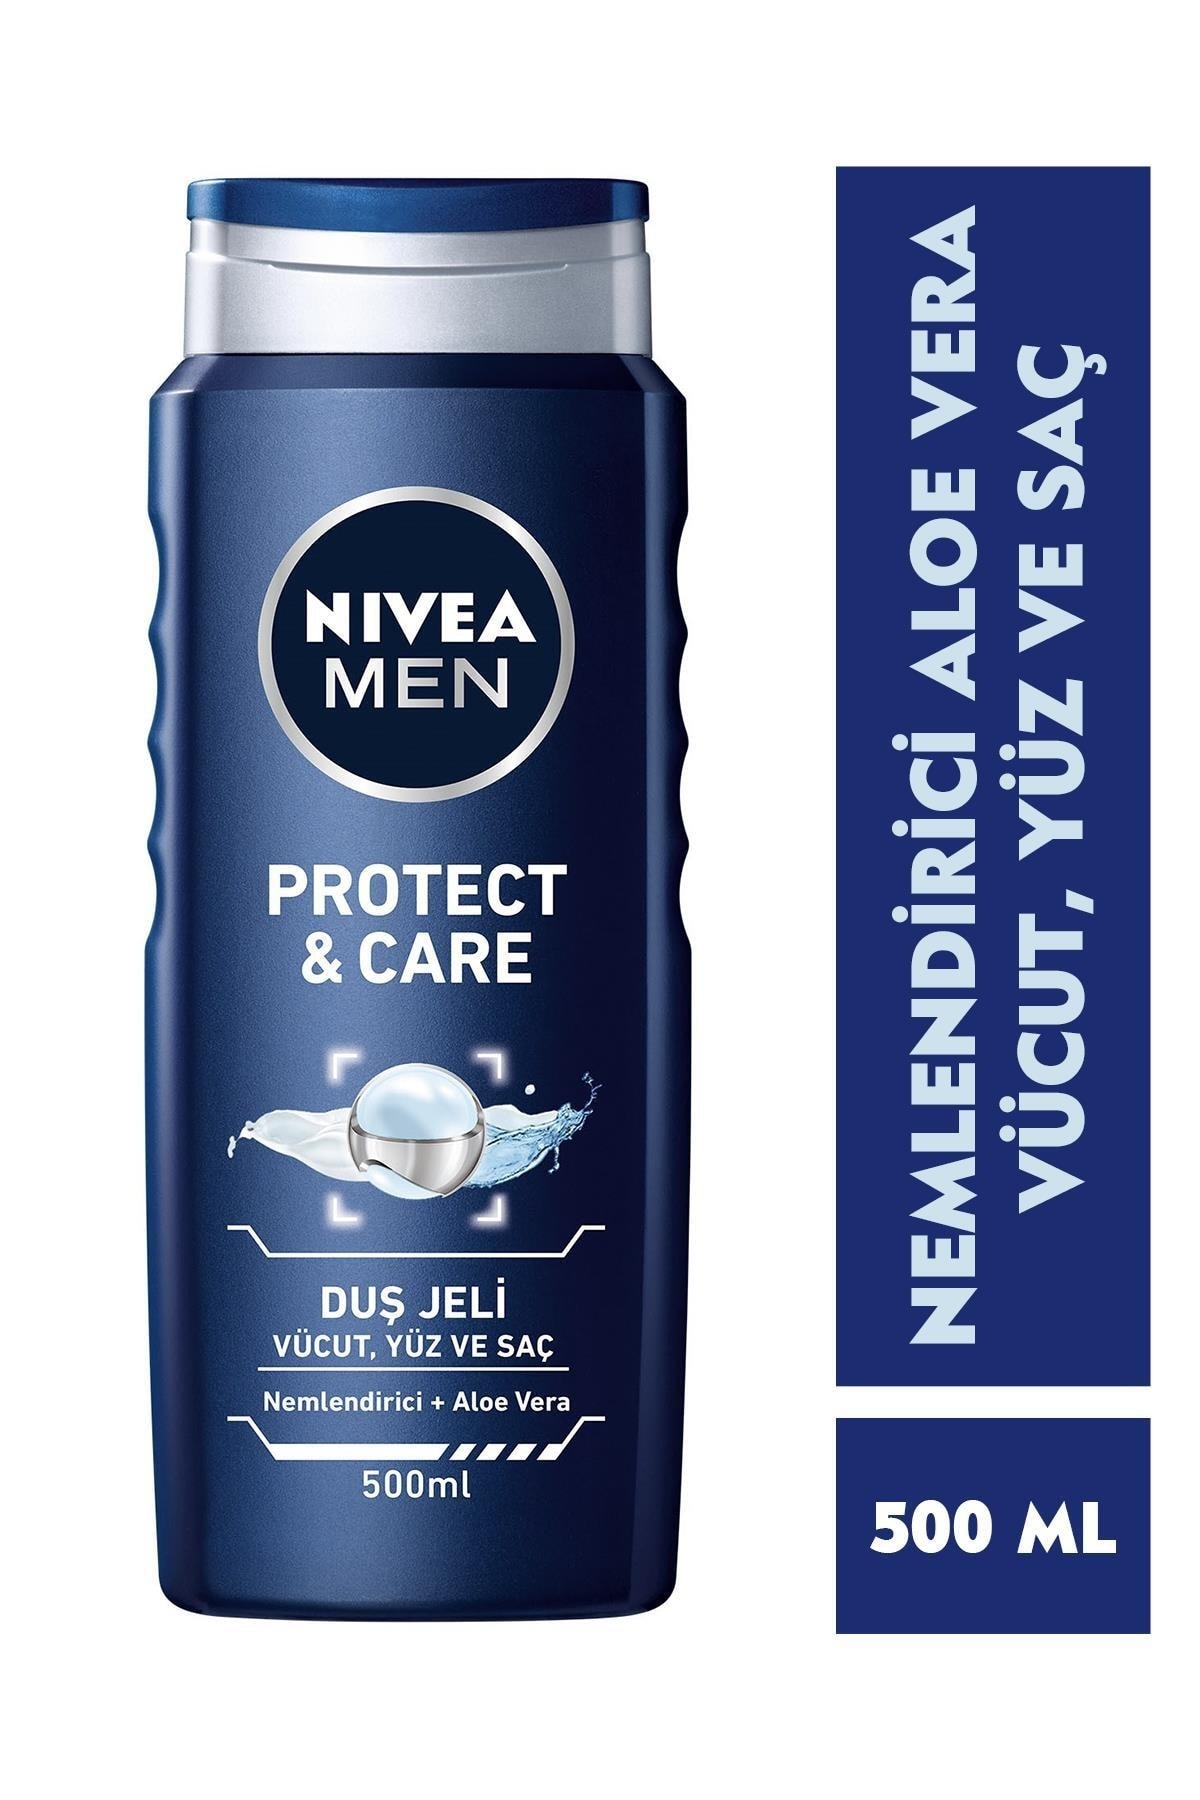 NIVEA
MEN
PROTECT
& CARE
DUŞ JELİ
VÜCUT, YÜZ VE SAÇ
Nemlendirici + Aloe Vera
500ml
NEMLENDİRİCİ ALOE VERA
VÜCUT, YÜZ VE SAÇ
500 ML